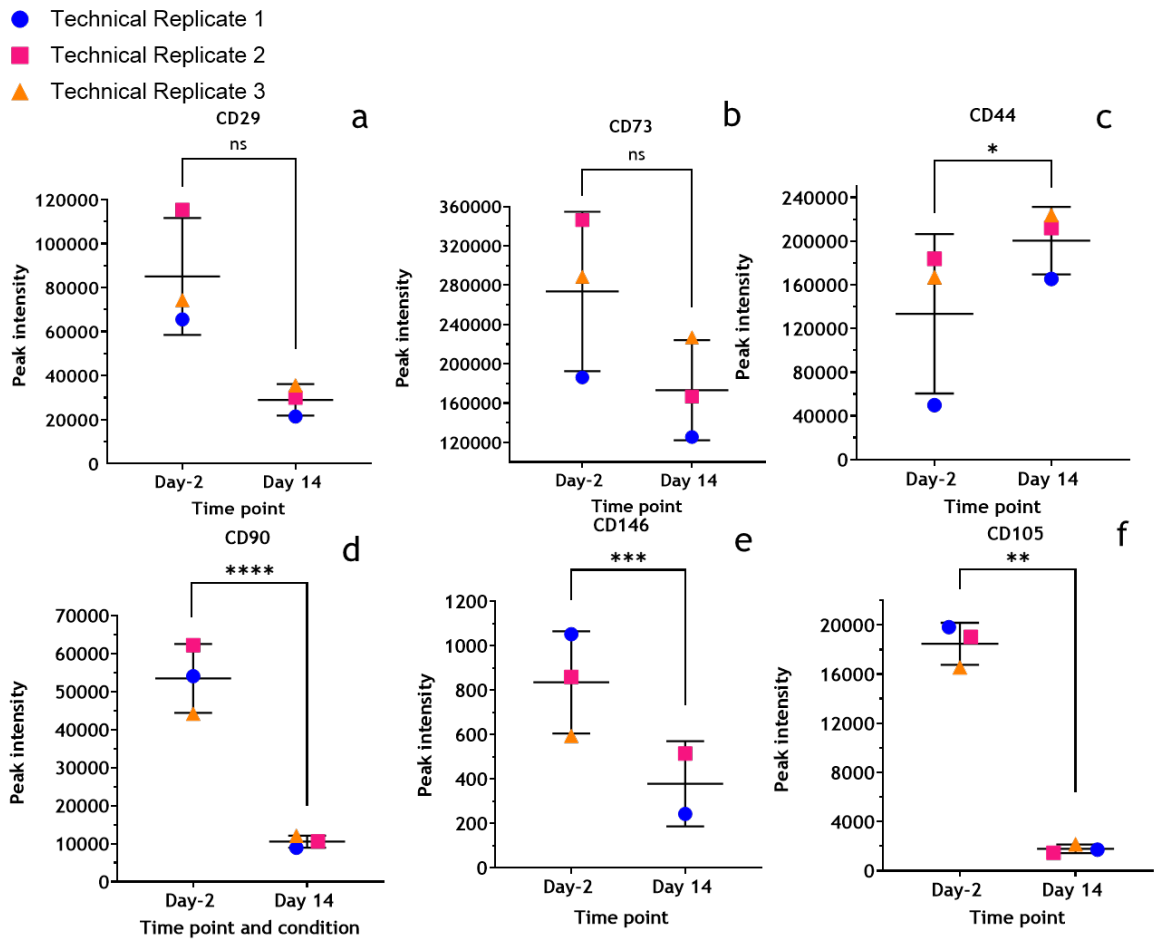 Technical Replicate 1
Technical Replicate 2
Technical Replicate 3
CD29
a
ns
120000
100000
80000
60000
40000
20000
0
Peak intensity
Day-2
Day 14
Time point
CD73
b
ns
360000
320000
280000
240000
200000
160000
120000
Peak intensity
Day-2
Day 14
Time point
CD44
c
*
240000
200000
160000
120000
80000
40000
0
Peak intensity
Day-2
Day 14
Time point
CD90
d
****
70000
60000
50000
40000
30000
20000
10000
0
Peak intensity
Day-2
Day 14
Time point and condition
CD146
e
***
1200
1000
800
600
400
200
0
Peak intensity
Day-2
Day 14
Time point
CD105
f
**
20000
16000
12000
8000
4000
0
Peak intensity
Day-2
Day 14
Time point